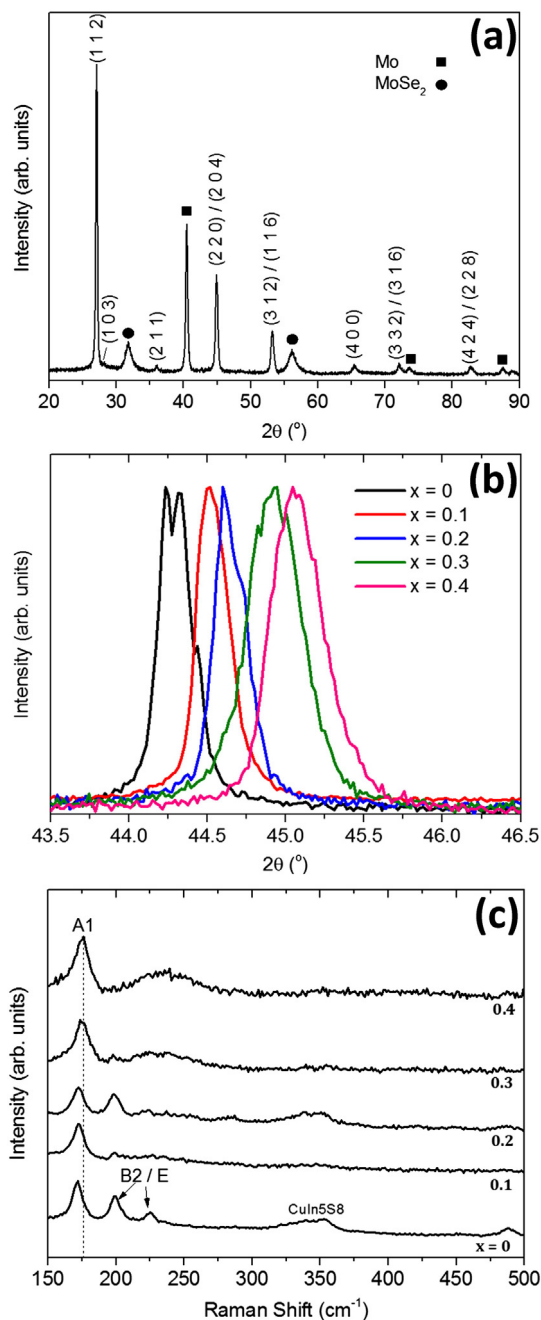 (a)
Mo ■
MoSe₂ ●
(1 1 2)
(1 0 3)
●
(2 1 1)
■
(2 2 0) / (2 0 4)
(3 1 2) / (1 1 6)
●
(4 0 0)
(3 3 2) / (3 1 6)
■
(4 2 4) / (2 2 8)
■
Intensity (arb. units)
20 30 40 50 60 70 80 90
2θ (°)
(b)
x = 0
x = 0.1
x = 0.2
x = 0.3
x = 0.4
Intensity (arb. units)
43.5 44.0 44.5 45.0 45.5 46.0 46.5
2θ (°)
(c)
A1
0.4
0.3
0.2
0.1
B2 / E
CuIn5S8
x = 0
Intensity (arb. units)
150 200 250 300 350 400 450 500
Raman Shift (cm⁻¹)